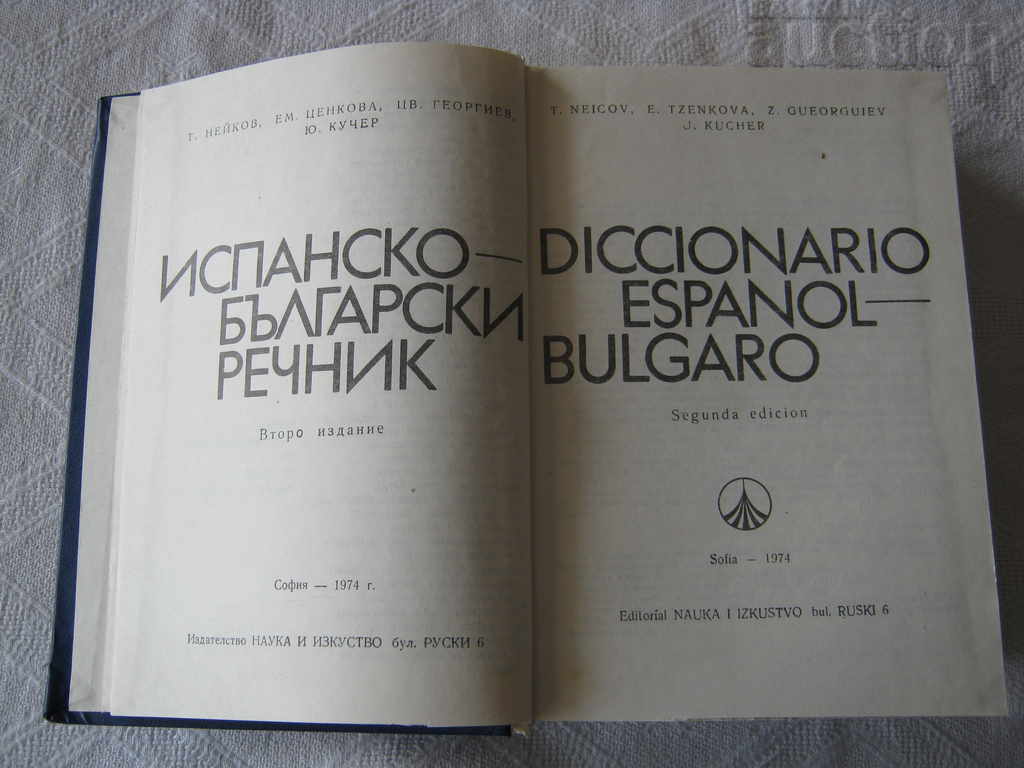 Т. НЕЙКОВ, ЕМ. ЦЕНКОВА, ЦВ. ГЕОРГИЕВ,
Ю. КУЧЕР
ИСПАНСКО—
БЪЛГАРСКИ
РЕЧНИК
Второ издание
София — 1974 г.
Издателство НАУКА И ИЗКУСТВО бул. РУСКИ 6
T. NEICOV, E. TZENKOVA, Z. GUEORGUIEV
J. KUCHER
DICCIONARIO
ESPANOL—
BULGARO
Segunda edicion
Sofia — 1974
Editorial NAUKA I IZKUSTVO bul. RUSKI 6
auction